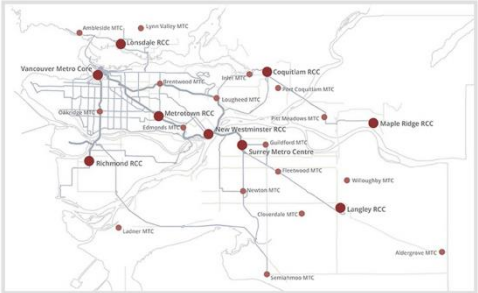 Ambleside MTC
Lynn Valley MTC
Lonsdale RCC
Vancouver Metro Core
Inlet MTC
Coquitlam RCC
Brentwood MTC
Port Coquitlam MTC
Lougheed MTC
Oakridge MTC
Metrotown RCC
Pitt Meadows MTC
Maple Ridge RCC
Edmonds MTC
New Westminster RCC
Guildford MTC
Surrey Metro Centre
Richmond RCC
Fleetwood MTC
Willoughby MTC
Newton MTC
Langley RCC
Cloverdale MTC
Ladner MTC
Aldergrove MTC
Semiahmoo MTC